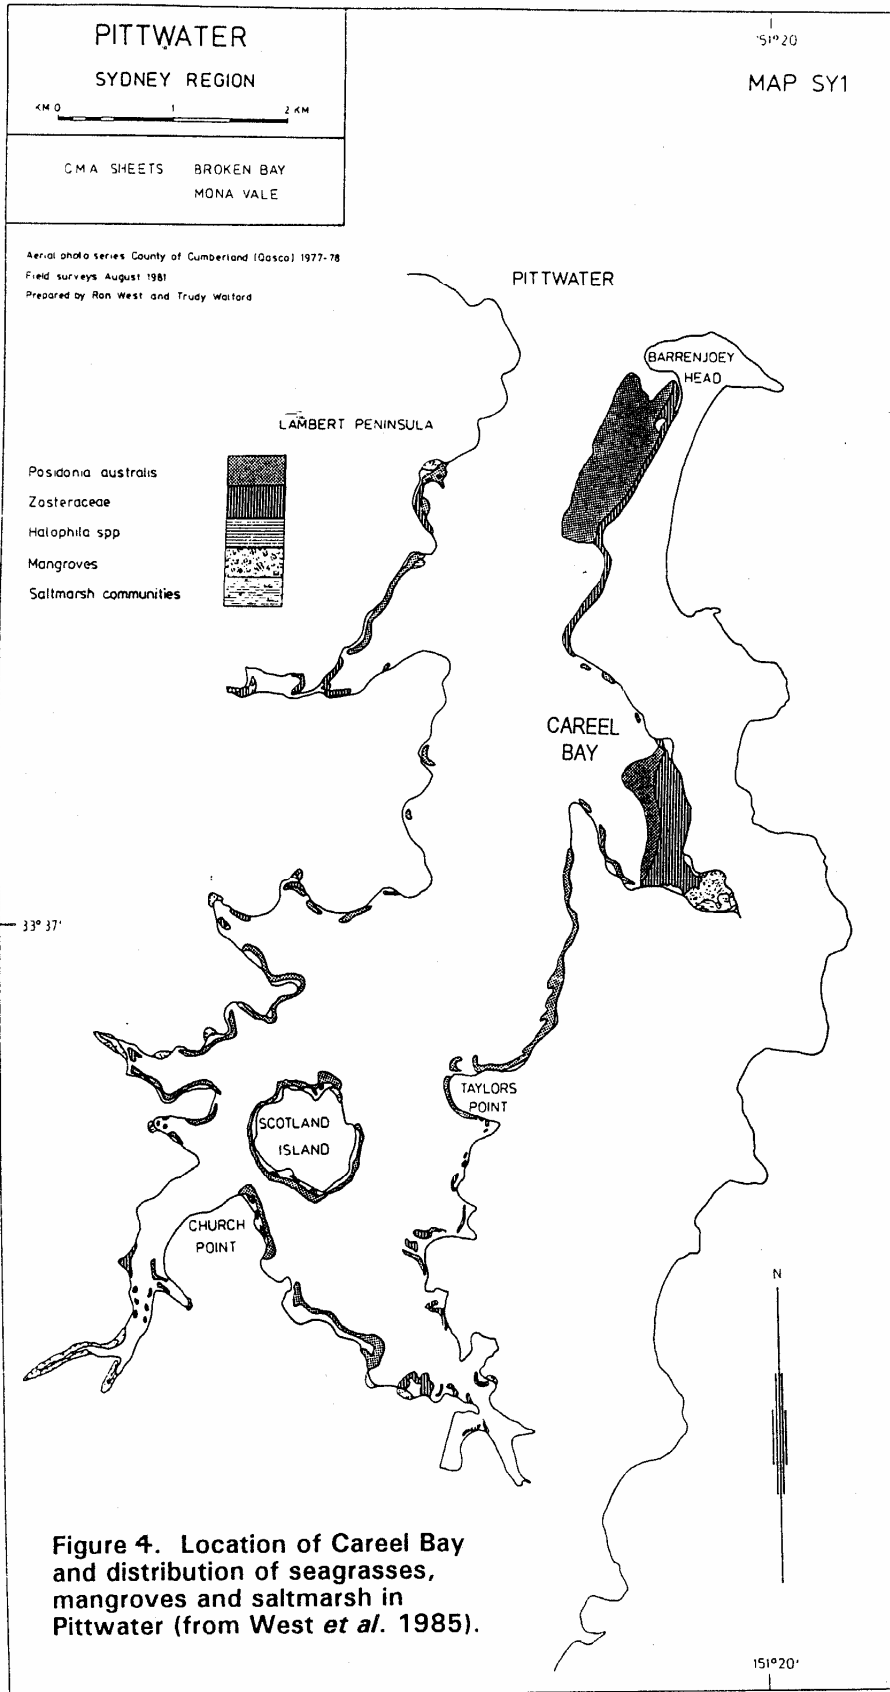 PITTWATER
SYDNEY REGION
KM 0 1 2 KM
CMA SHEETS BROKEN BAY
MONA VALE
151°20
MAP SY1
Aerial photo series County of Cumberland (Qasco) 1977-78
Field surveys August 1981
Prepared by Ron West and Trudy Walford
PITTWATER
BARRENJOEY
HEAD
LAMBERT PENINSULA
Posidonia australis
Zosteraceae
Halophila spp
Mangroves
Saltmarsh communities
CAREEL
BAY
33° 37'
TAYLORS
POINT
SCOTLAND
ISLAND
CHURCH
POINT
N
Figure 4. Location of Careel Bay
and distribution of seagrasses,
mangroves and saltmarsh in
Pittwater (from West et al. 1985).
151°20'